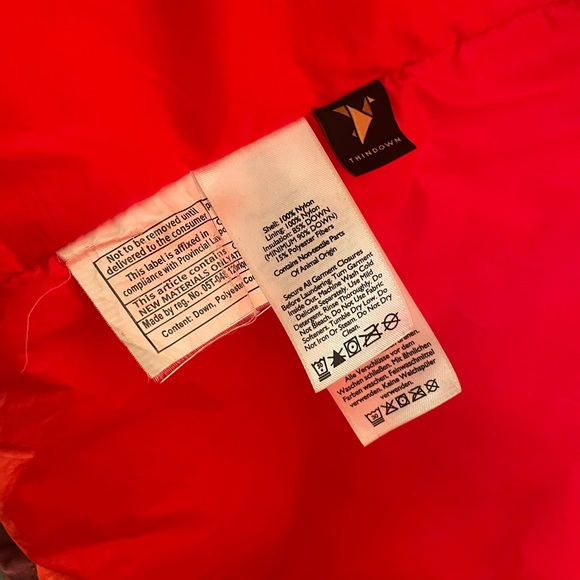 THINDOWN
Not to be removed until
delivered to the consumer
This label is affixed in
compliance with Provincial Law
This article contains
NEW MATERIALS ONLY
Made by reg. No.
Content: Down, Polyester
Shell: 100% Nylon
Lining: 100% Nylon
Insulation: 85% DOWN
(MINIMUM 90% DOWN)
15% Polyester Fibers
Contains Non-textile Parts
Of Animal Origin
Secure All Garment Closures
Before Laundering. Turn Garment
Inside Out. Machine Wash Cold
Delicate Separately. Use Mild
Detergent. Rinse Thoroughly. Do
Not Bleach. Do Not Use Fabric
Softeners. Tumble Dry Low. Do
Not Iron Or Steam. Do Not Dry
30
Alle Verschlüsse vor dem
Waschen schließen. Mit Ähnlichen
Farben waschen. Feinwaschmittel
verwenden. Keine Weichspüler
verwenden.
30